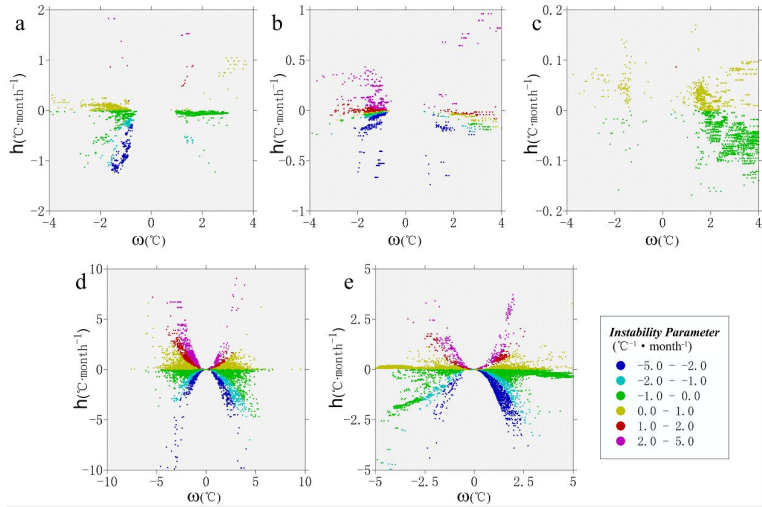 a
2
1
0
-1
-2
h(℃·month⁻¹)
-4 -2 0 2 4
ω(℃)
b
1
0.5
0
-0.5
-1
h(℃·month⁻¹)
-4 -2 0 2 4
ω(℃)
c
0.2
0.1
0
0.1
0.2
h(℃·month⁻¹)
-4 -2 0 2 4
ω(℃)
d
10
5
0
-5
-10
h(℃·month⁻¹)
-10 -5 0 5 10
ω(℃)
e
5
2.5
0
-2.5
-5
h(℃·month⁻¹)
-5 -2.5 0 2.5 5
ω(℃)
Instability Parameter
(℃⁻¹·month⁻¹)
-5.0 - -2.0
-2.0 - -1.0
-1.0 - 0.0
0.0 - 1.0
1.0 - 2.0
2.0 - 5.0